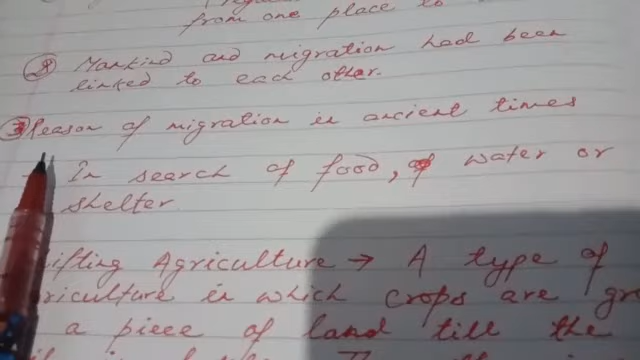 from one place to
② Mankind and migration had been
linked to each other.
③ Reason of migration in ancient times
In search of food, of water or
shelter
ifting Agriculture → A type of
riculture in which crops are gr
a piece of land till the